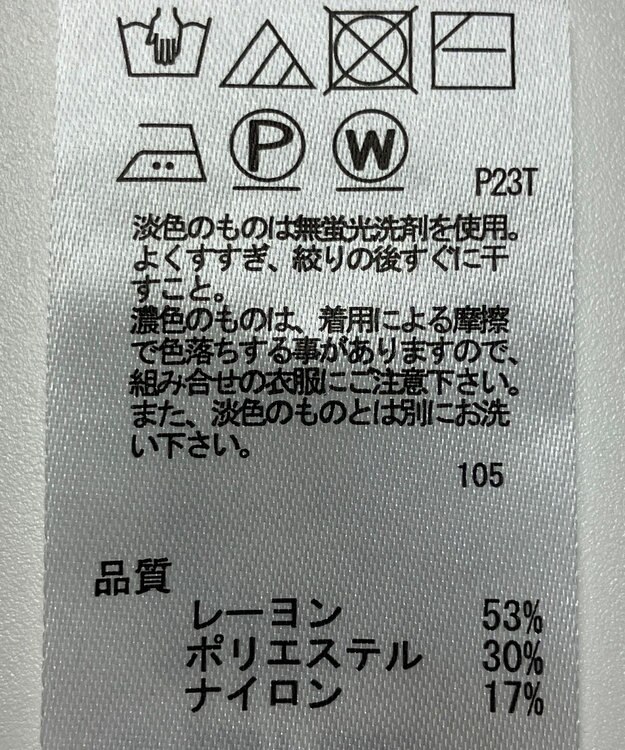 P W
P23T
淡色のものは無蛍光洗剤を使用。
よくすすぎ、絞りの後すぐに干
すこと。
濃色のものは、着用による摩擦
で色落ちする事がありますので、
組み合せの衣服にご注意下さい。
また、淡色のものとは別にお洗
い下さい。
105
品質
レーヨン 53%
ポリエステル 30%
ナイロン 17%